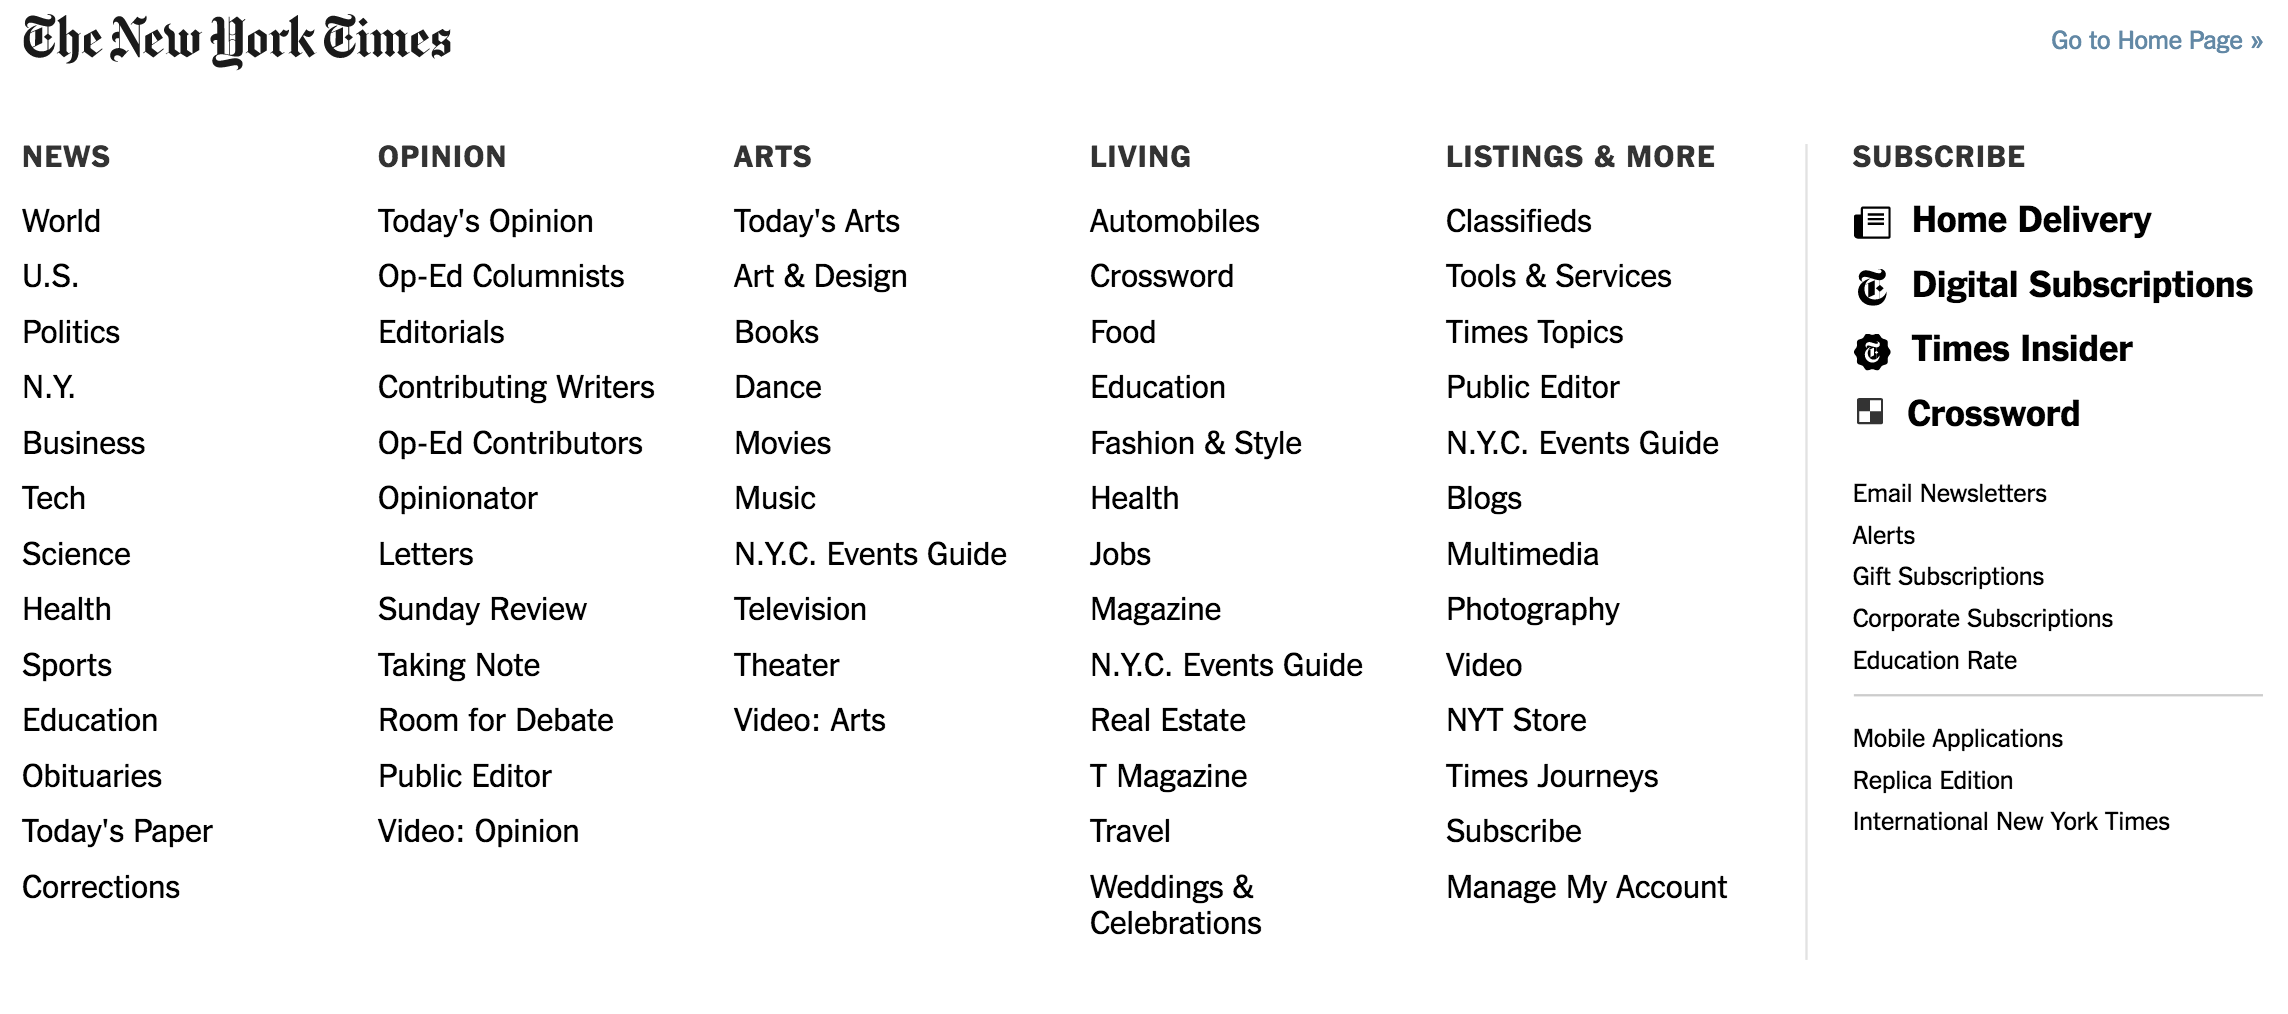 The New York Times
Go to Home Page »
NEWS
World
U.S.
Politics
N.Y.
Business
Tech
Science
Health
Sports
Education
Obituaries
Today's Paper
Corrections
OPINION
Today's Opinion
Op-Ed Columnists
Editorials
Contributing Writers
Op-Ed Contributors
Opinionator
Letters
Sunday Review
Taking Note
Room for Debate
Public Editor
Video: Opinion
ARTS
Today's Arts
Art & Design
Books
Dance
Movies
Music
N.Y.C. Events Guide
Television
Theater
Video: Arts
LIVING
Automobiles
Crossword
Food
Education
Fashion & Style
Health
Jobs
Magazine
N.Y.C. Events Guide
Real Estate
T Magazine
Travel
Weddings &
Celebrations
LISTINGS & MORE
Classifieds
Tools & Services
Times Topics
Public Editor
N.Y.C. Events Guide
Blogs
Multimedia
Photography
Video
NYT Store
Times Journeys
Subscribe
Manage My Account
SUBSCRIBE
Home Delivery
T Digital Subscriptions
T Times Insider
Crossword
Email Newsletters
Alerts
Gift Subscriptions
Corporate Subscriptions
Education Rate
Mobile Applications
Replica Edition
International New York Times